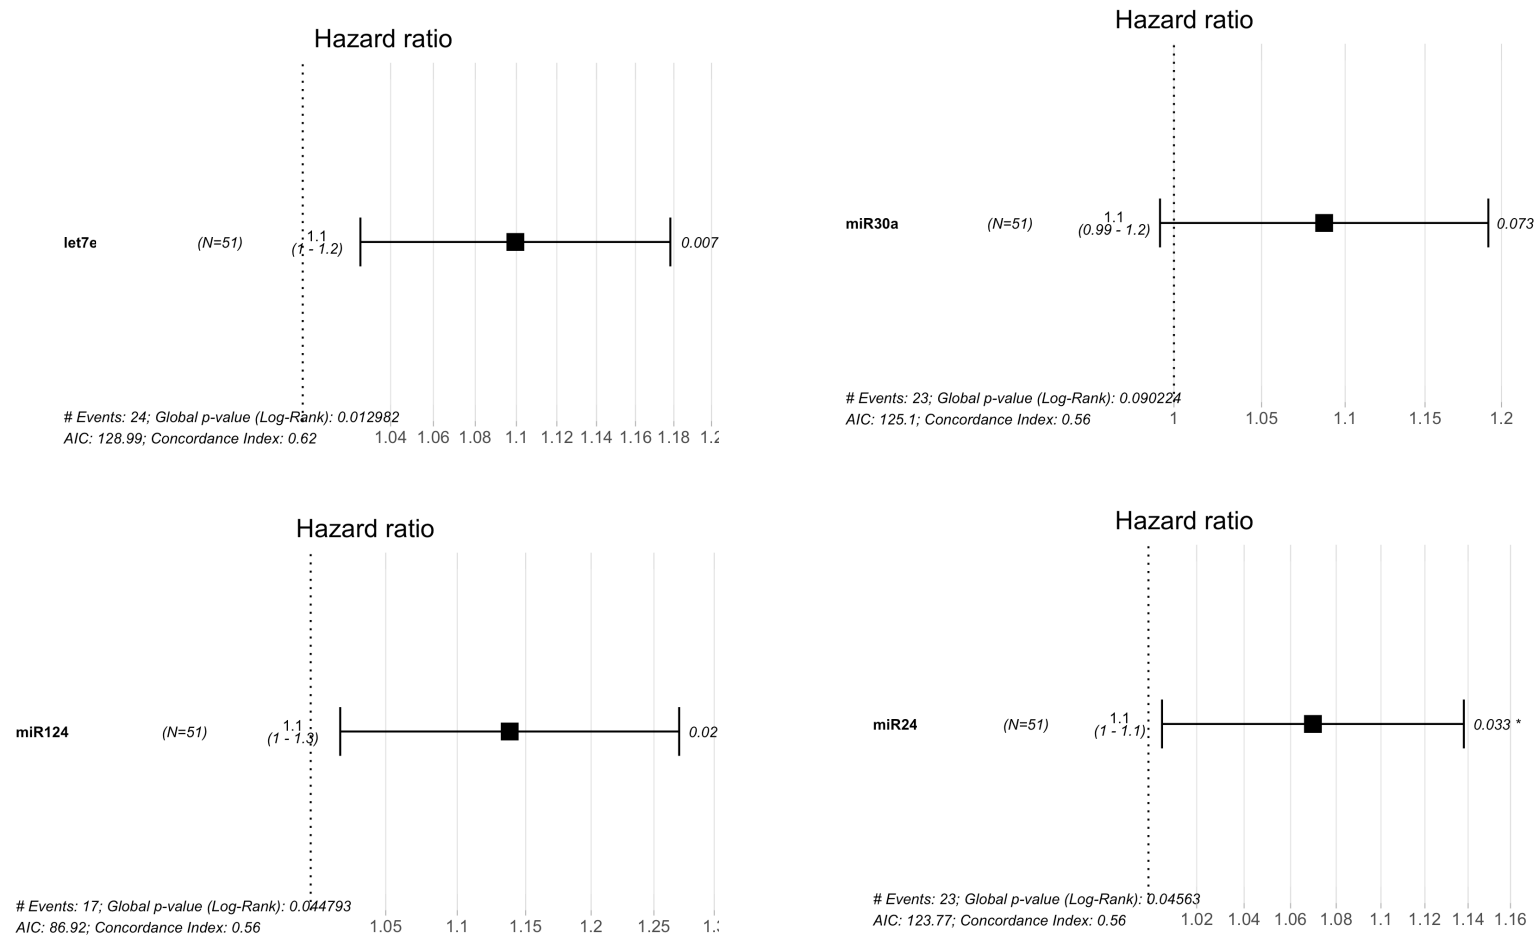 Hazard ratio
let7e (N=51) 1.1 (1 - 1.2) 0.007
# Events: 24; Global p-value (Log-Rank): 0.012982
AIC: 128.99; Concordance Index: 0.62
1.04 1.06 1.08 1.1 1.12 1.14 1.16 1.18 1.2
Hazard ratio
miR30a (N=51) 1.1 (0.99 - 1.2) 0.073
# Events: 23; Global p-value (Log-Rank): 0.090224
AIC: 125.1; Concordance Index: 0.56
1 1.05 1.1 1.15 1.2
Hazard ratio
miR124 (N=51) 1.1 (1 - 1.3) 0.02
# Events: 17; Global p-value (Log-Rank): 0.044793
AIC: 86.92; Concordance Index: 0.56
1.05 1.1 1.15 1.2 1.25
Hazard ratio
miR24 (N=51) 1.1 (1 - 1.1) 0.033 *
# Events: 23; Global p-value (Log-Rank): 0.04563
AIC: 123.77; Concordance Index: 0.56
1.02 1.04 1.06 1.08 1.1 1.12 1.14 1.16